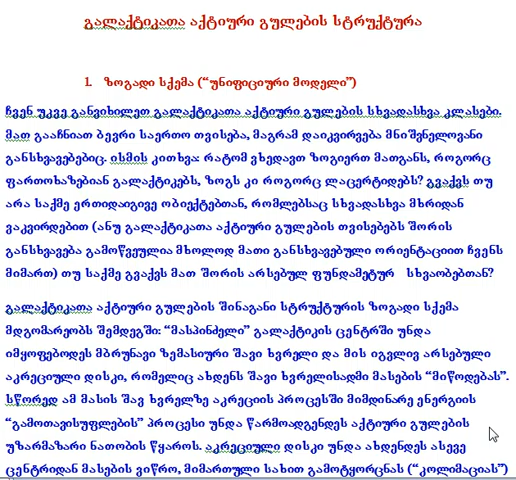 გალაქტიკათა აქტიური გულების სტრუქტურა
1. ზოგადი სქემა (“უნიფიციური მოდელი”)
ჩვენ უკვე განვიხილეთ გალაქტიკათა აქტიური გულების სხვადასხვა კლასები.
მათ გააჩნიათ ბევრი საერთო თვისება, მაგრამ დაიკვირვება მნიშვნელოვანი
განსხვავებებიც. ისმის კითხვა: რატომ ვხედავთ ზოგიერთ მათგანს, როგორც
ფართოხაზებიან გალაქტიკებს, ზოგს კი როგორც ლაცერტიდებს? გვაქვს თუ
არა საქმე ერთიდაიგივე ობიექტებთან, რომლებსაც სხვადასხვა მხრიდან
ვაკვირდებით (ანუ გალაქტიკათა აქტიური გულების თვისებებს შორის
განსხვავება გამოწვეულია მხოლოდ მათი განსხვავებული ორიენტაციით ჩვენს
მიმართ) თუ საქმე გვაქვს მათ შორის არსებულ ფუნდამეტურ სხვაობებთან?
გალაქტიკათა აქტიური გულების შინაგანი სტრუქტურის ზოგადი სქემა
მდგომარეობს შემდეგში: “მასპინძელი” გალაქტიკის ცენტრში უნდა
იმყოფებოდეს მბრუნავი ზემასიური შავი ხვრელი და მის იგვლივ არსებული
აკრეციული დისკი, რომელიც ახდენს შავი ხვრელისადმი მასების “მიწოდებას”.
სწორედ ამ მასის შავ ხვრელზე აკრეციის პროცესში მიმდინარე ენერგიის
“გამოთავისუფლების” პროცესი უნდა წარმოადგენდეს აქტიური გულების
უზარმაზარი ნათობის წყაროს. აკრეციული დისკი უნდა ახდენდეს ასევე
ცენტრიდან მასების ვიწრო, მიმართული სახით გამოტყორცნას (“კოლიმაციას”)